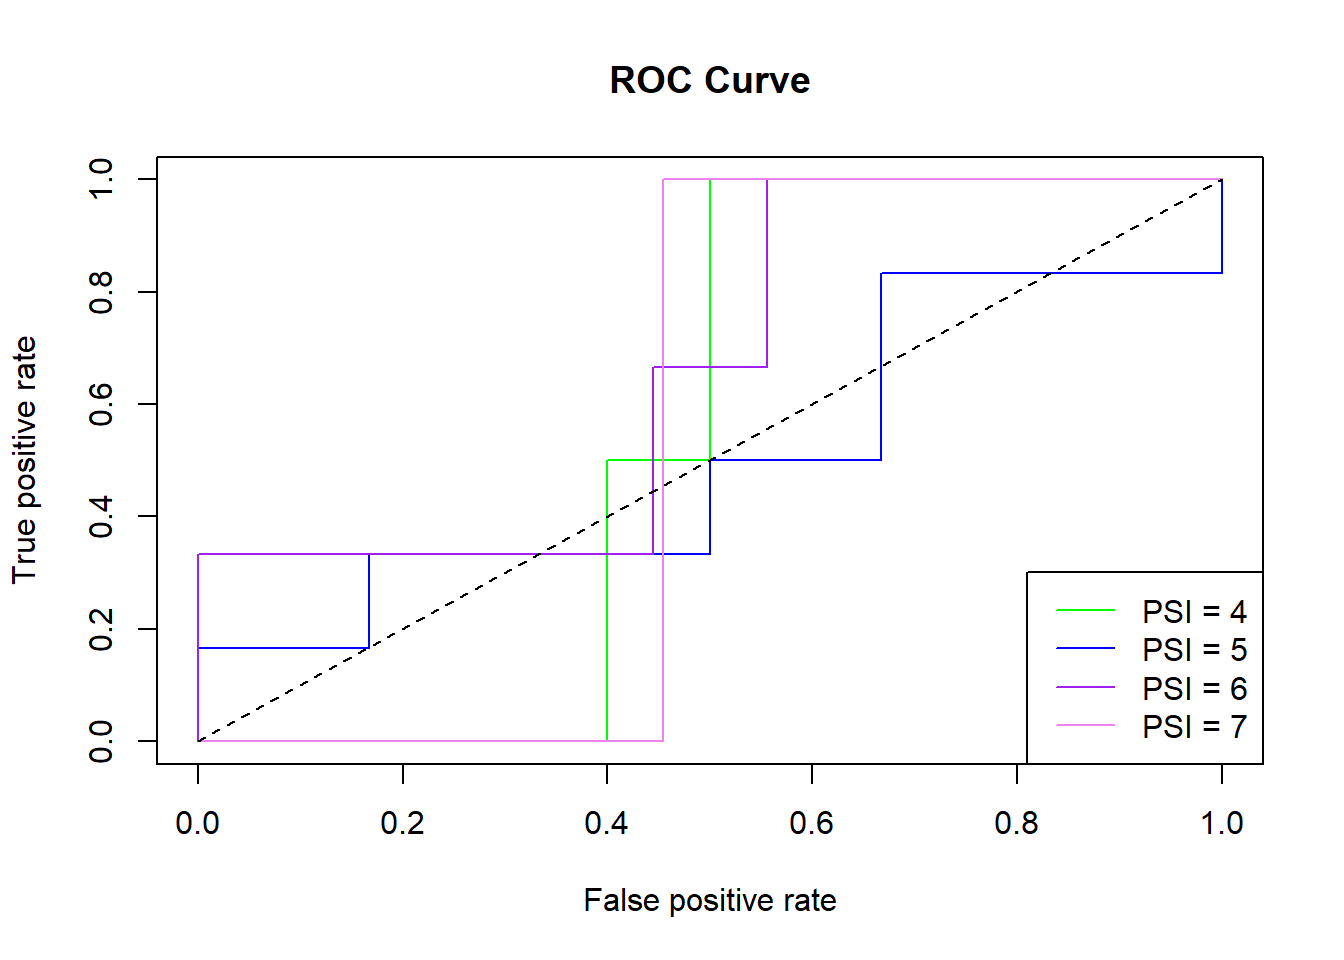 ROC Curve
True positive rate
1.0
0.8
0.6
0.4
0.2
0.0
PSI = 4
PSI = 5
PSI = 6
PSI = 7
0.0 0.2 0.4 0.6 0.8 1.0
False positive rate